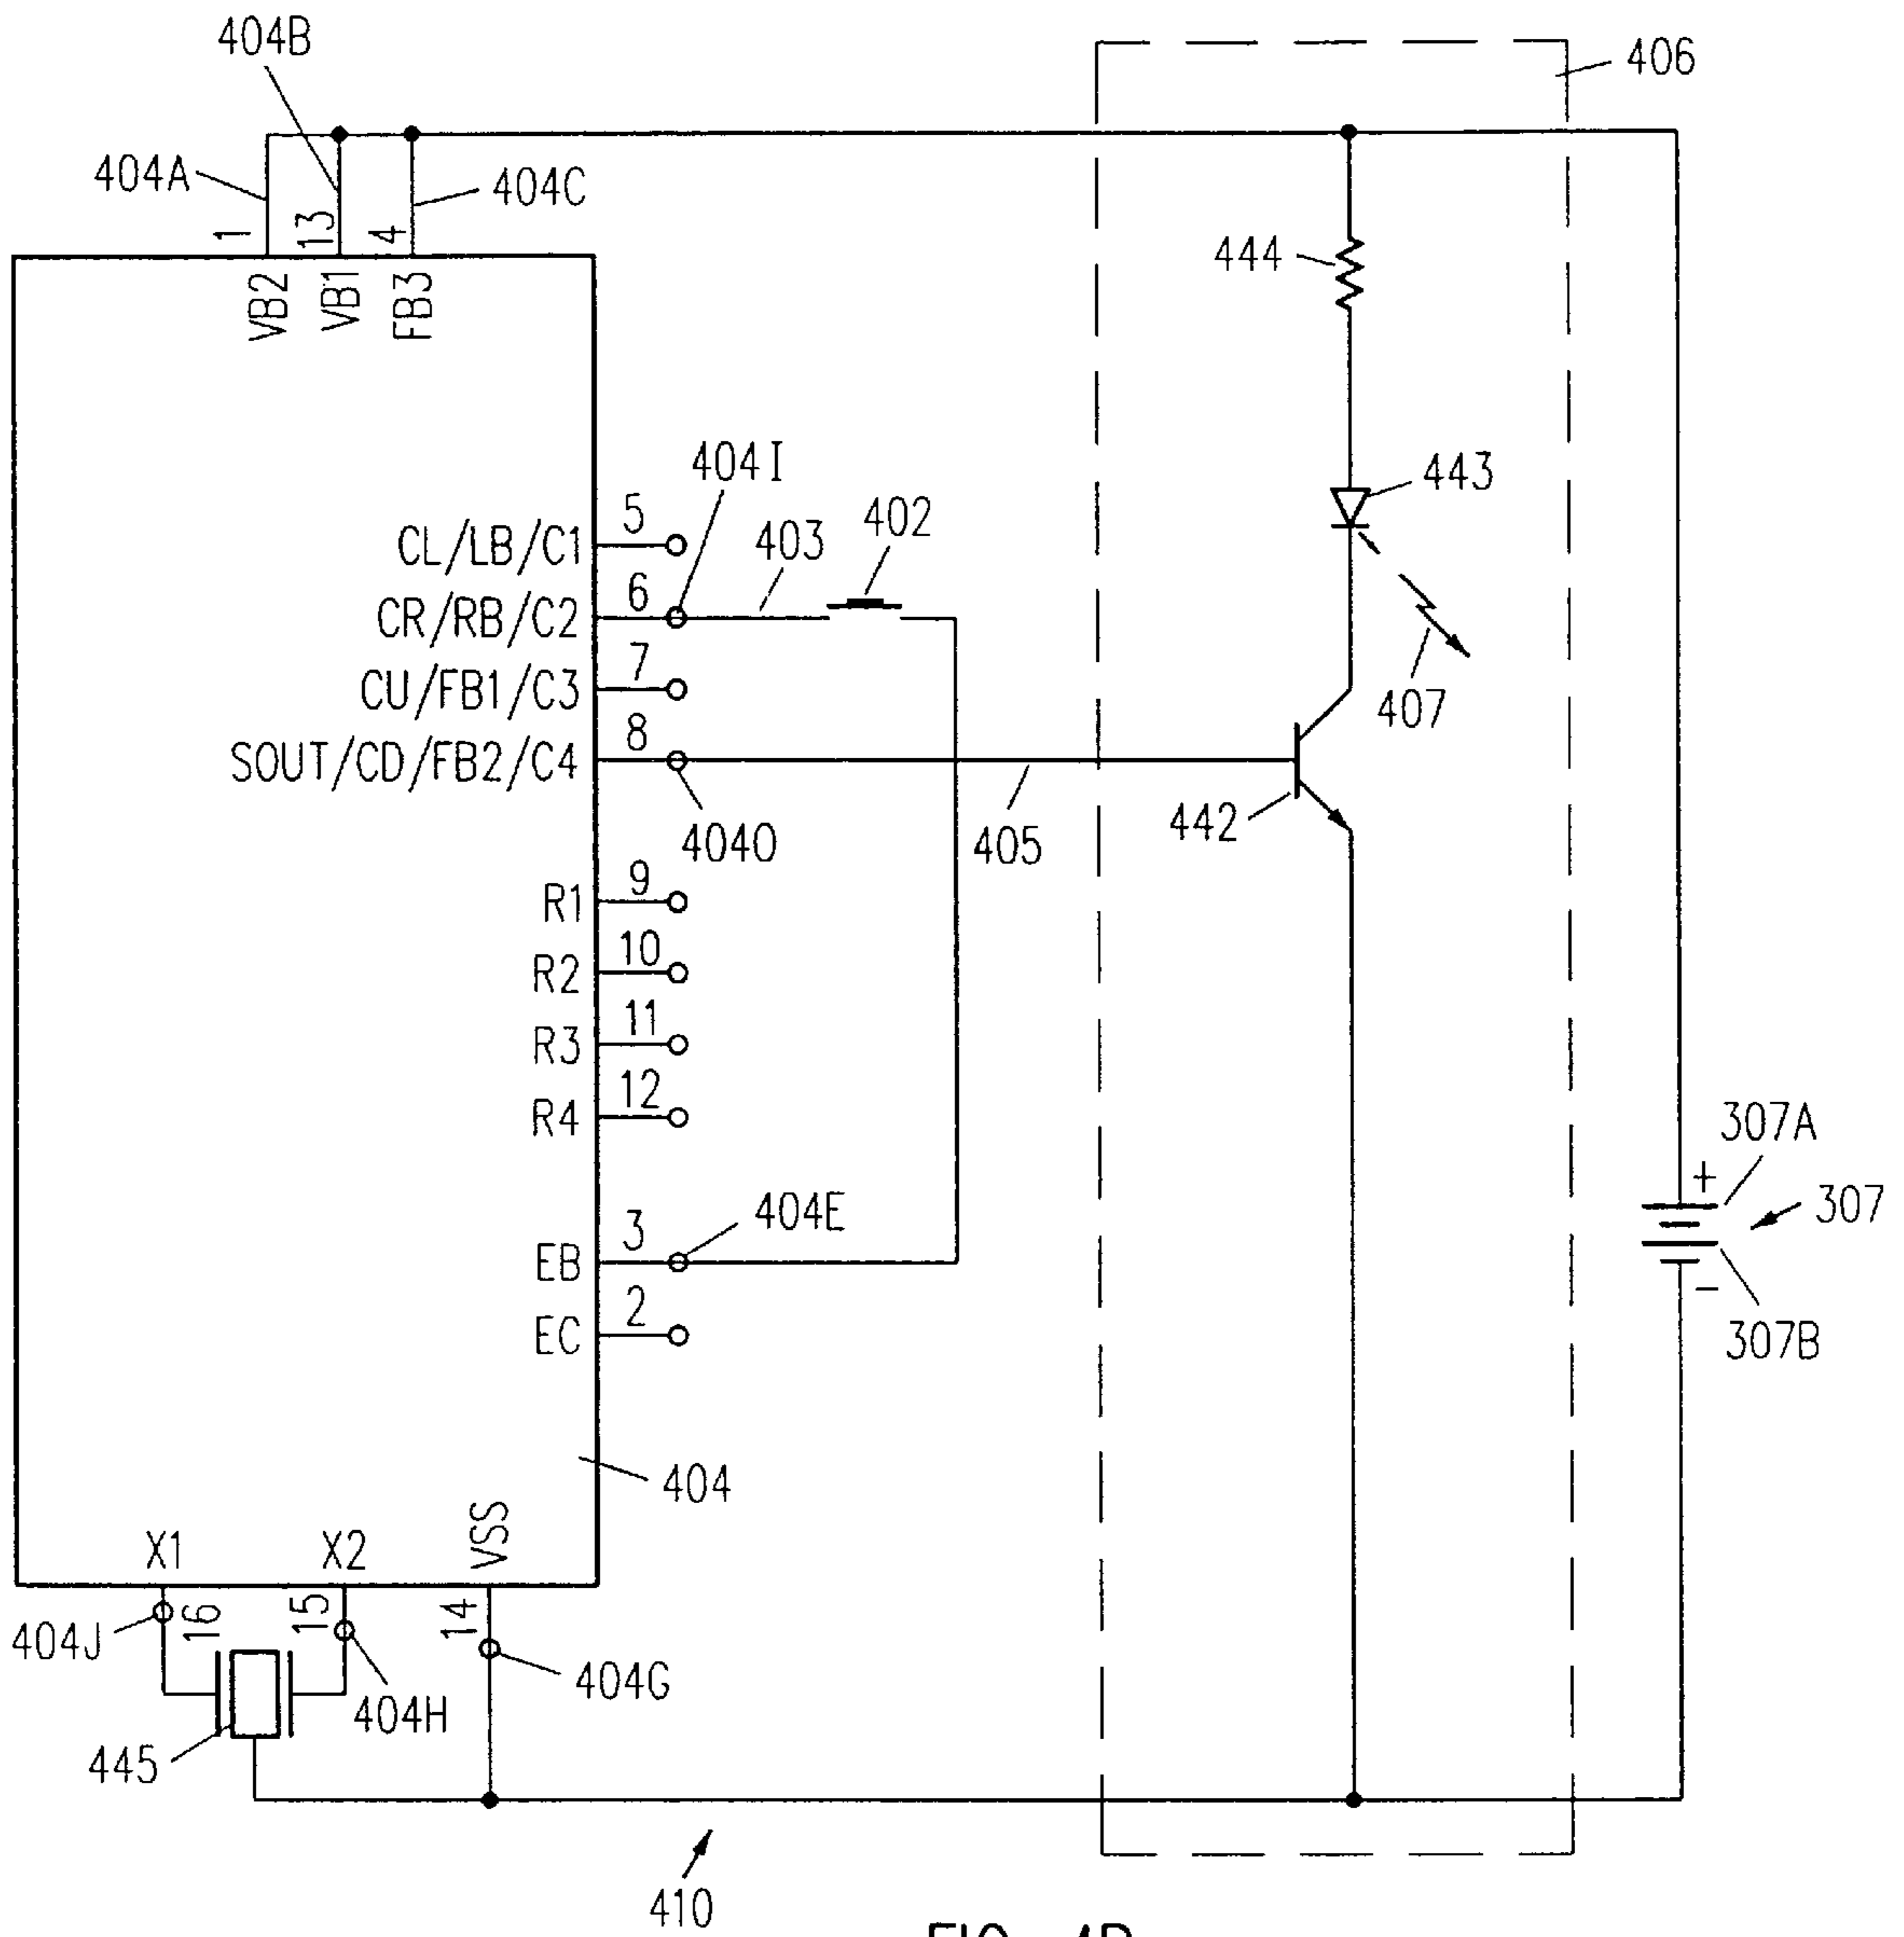 404B
406
404A
404C
1
13
4
VB2
VB1
FB3
444
443
404I
402
403
5
CL/LB/C1
6
CR/RB/C2
7
CU/FB1/C3
407
8
SOUT/CD/FB2/C4
442
4040
405
9
R1
10
R2
11
R3
12
R4
307A
+
307
404E
3
EB
−
307B
2
EC
404
X1
X2
VSS
16
15
14
404J
404G
404H
445
410